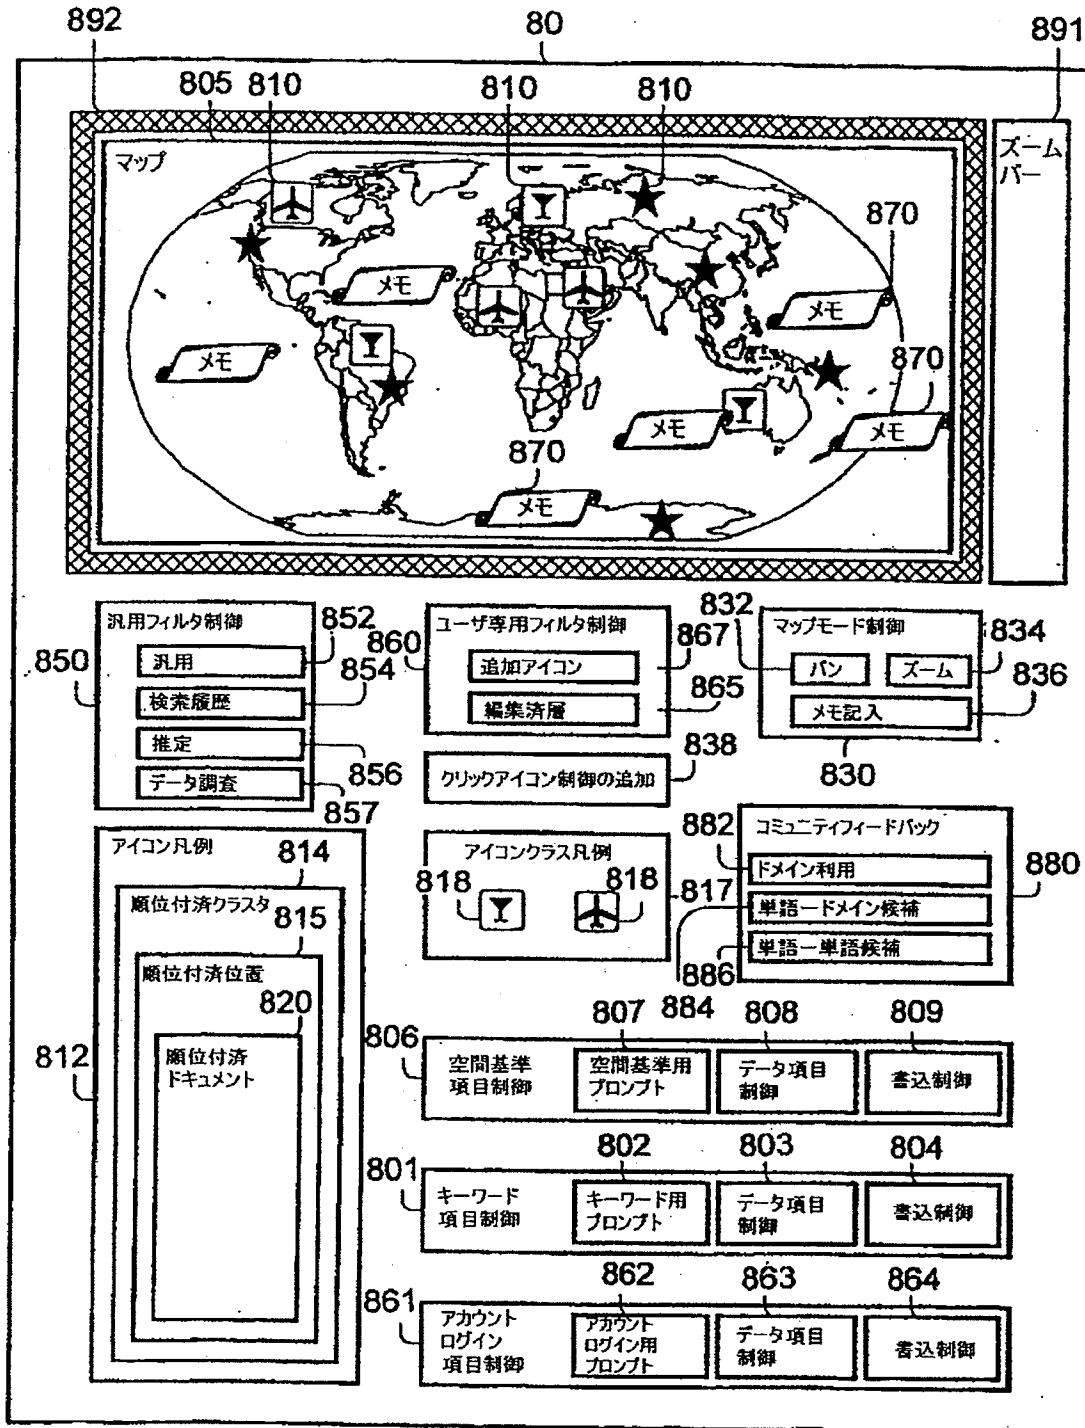 892
80
891
805
810
810
810
マップ
ズーム
バー
870
メモ
メモ
メモ
870
メモ
メモ
870
メモ
汎用フィルタ制御
852
850
汎用
854
検索履歴
推定
856
データ調査
857
ユーザ専用フィルタ制御
860
867
追加アイコン
865
編集済層
838
クリックアイコン制御の追加
832
マップモード制御
834
パン
ズーム
836
メモ記入
830
アイコン凡例
814
順位付済クラスタ
815
順位付済位置
820
812
順位付済
ドキュメント
アイコンクラス凡例
818
818
817
882
コミュニティフィードバック
880
ドメイン利用
単語ー単語候補
単語ードメイン候補
886
884
807
808
809
806
空間基準
項目制御
空間基準用
プロンプト
データ項目
制御
書込制御
802
803
804
801
キーワード
項目制御
キーワード用
プロンプト
データ項目
制御
書込制御
862
863
864
861
アカウント
ログイン
項目制御
アカウント
ログイン用
プロンプト
データ項目
制御
書込制御